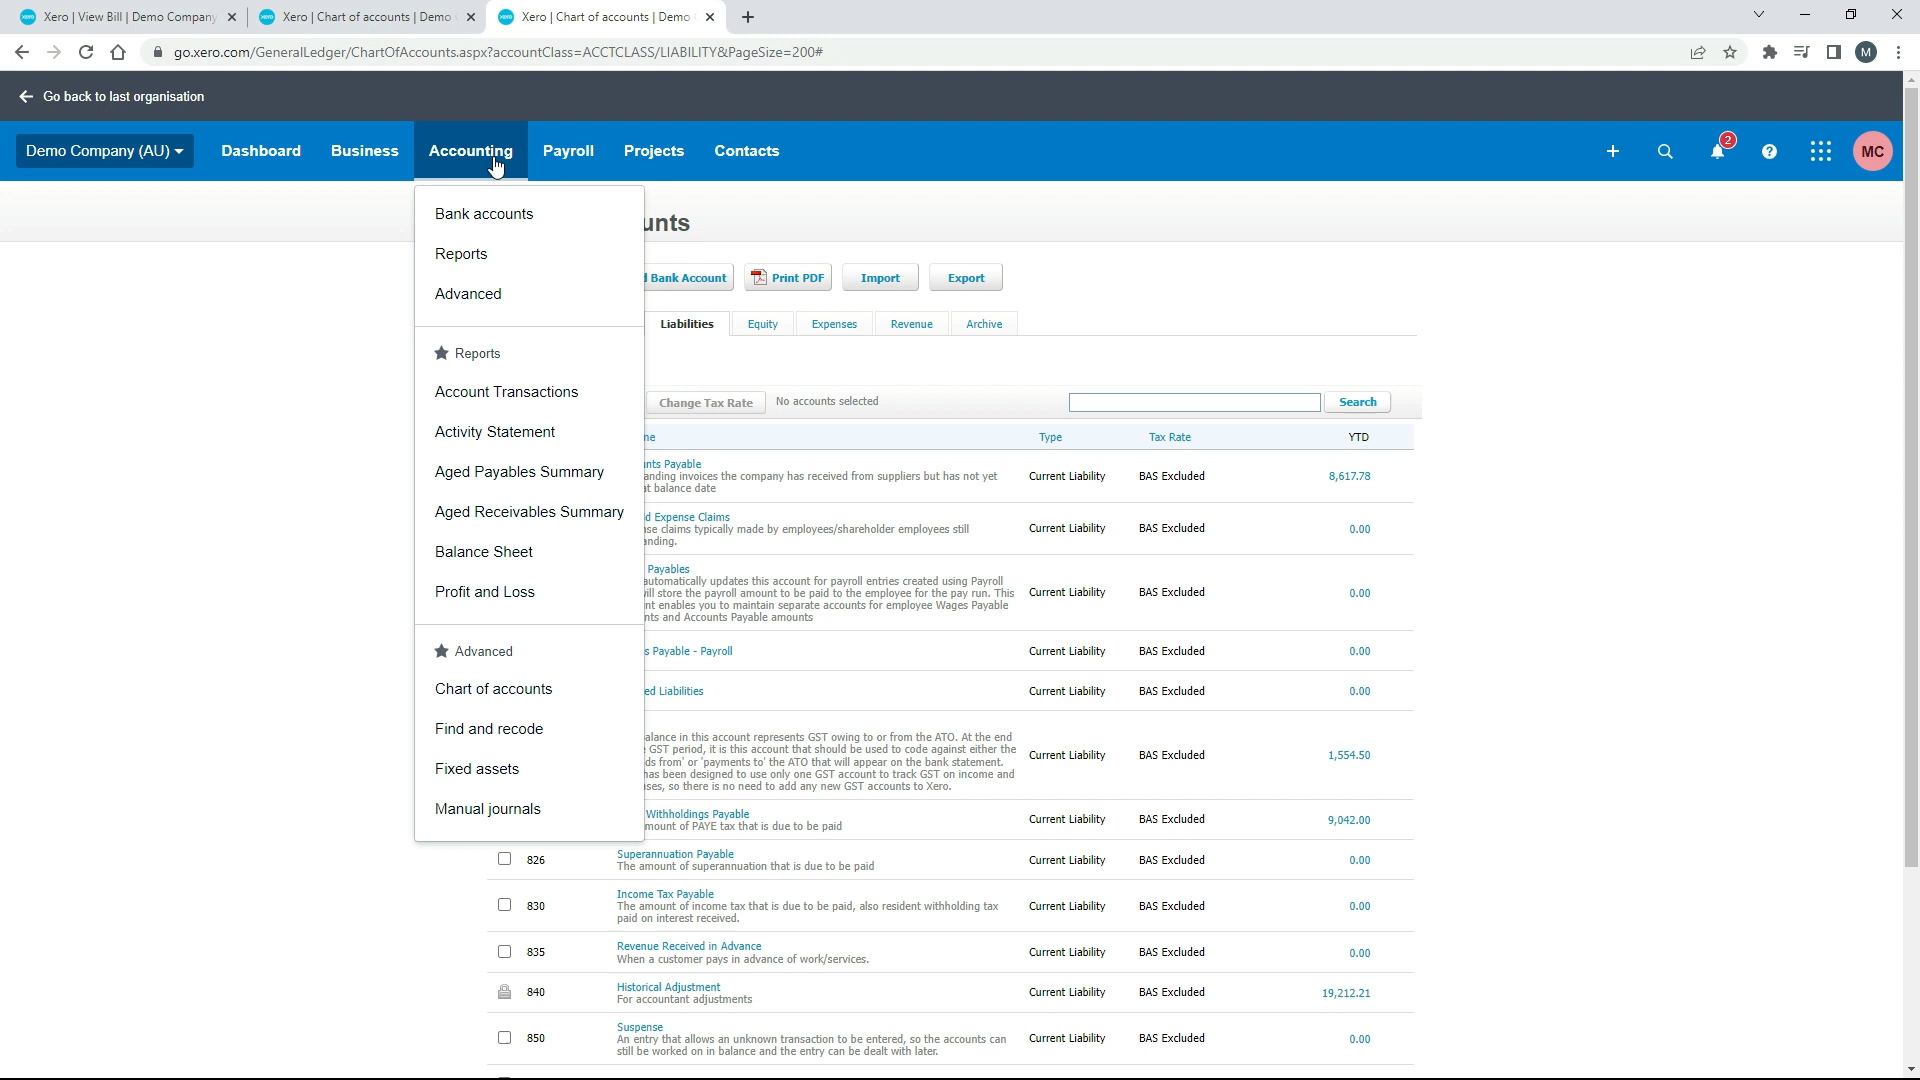 Xero | View Bill | Demo Company
Xero | Chart of accounts | Demo
Xero | Chart of accounts | Demo
go.xero.com/GeneralLedger/ChartOfAccounts.aspx?accountClass=ACCTCLASS/LIABILITY&PageSize=200#
M
Go back to last organisation
Demo Company (AU)
Dashboard
Business
Accounting
Payroll
Projects
Contacts
2
MC
Bank accounts
Reports
Advanced
Reports
Account Transactions
Activity Statement
Aged Payables Summary
Aged Receivables Summary
Balance Sheet
Profit and Loss
Advanced
Chart of accounts
Find and recode
Fixed assets
Manual journals
unts
d Bank Account
Print PDF
Import
Export
Liabilities
Equity
Expenses
Revenue
Archive
Change Tax Rate
No accounts selected
Search
me
Type
Tax Rate
YTD
unts Payable
anding invoices the company has received from suppliers but has not yet
at balance date
Current Liability
BAS Excluded
8,617.78
d Expense Claims
se claims typically made by employees/shareholder employees still
anding.
Current Liability
BAS Excluded
0.00
Payables
automatically updates this account for payroll entries created using Payroll
will store the payroll amount to be paid to the employee for the pay run. This
nt enables you to maintain separate accounts for employee Wages Payable
nts and Accounts Payable amounts
Current Liability
BAS Excluded
0.00
s Payable - Payroll
Current Liability
BAS Excluded
0.00
ed Liabilities
Current Liability
BAS Excluded
0.00
alance in this account represents GST owing to or from the ATO. At the end
GST period, it is this account that should be used to code against either the
ds from' or 'payments to' the ATO that will appear on the bank statement.
has been designed to use only one GST account to track GST on income and
ses, so there is no need to add any new GST accounts to Xero.
Current Liability
BAS Excluded
1,554.50
Withholdings Payable
mount of PAYE tax that is due to be paid
Current Liability
BAS Excluded
9,042.00
826
Superannuation Payable
The amount of superannuation that is due to be paid
Current Liability
BAS Excluded
0.00
830
Income Tax Payable
The amount of income tax that is due to be paid, also resident withholding tax
paid on interest received.
Current Liability
BAS Excluded
0.00
835
Revenue Received in Advance
When a customer pays in advance of work/services.
Current Liability
BAS Excluded
0.00
840
Historical Adjustment
For accountant adjustments
Current Liability
BAS Excluded
19,212.21
850
Suspense
An entry that allows an unknown transaction to be entered, so the accounts can
still be worked on in balance and the entry can be dealt with later.
Current Liability
BAS Excluded
0.00